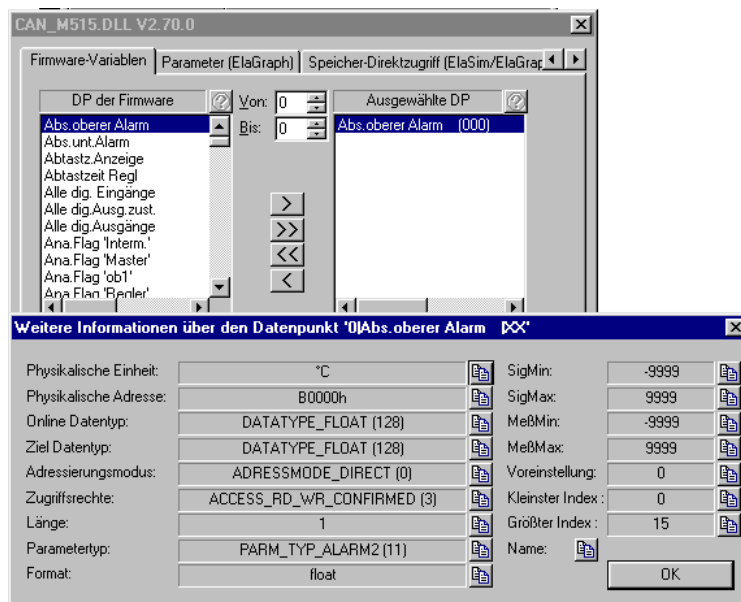 CAN_M515.DLL V2.70.0
Firmware-Variablen Parameter (ElaGraph) Speicher-Direktzugriff (ElaSim/ElaGrap
DP der Firmware Von: 0 Ausgewählte DP
Bis: 0
Abs.oberer Alarm
Abs.unt.Alarm
Abtastz.Anzeige
Abtastzeit Regl
Alle dig. Eingänge
Alle dig.Ausg.zust.
Alle dig.Ausgänge
Ana.Flag 'Interm.'
Ana.Flag 'Master'
Ana.Flag 'ob1'
Ana.Flag 'Regler'
>
>>
<<
<
Abs.oberer Alarm (000)
Weitere Informationen über den Datenpunkt '0|Abs.oberer Alarm
Physikalische Einheit: °C
Physikalische Adresse: B0000h
Online Datentyp: DATATYPE_FLOAT (128)
Ziel Datentyp: DATATYPE_FLOAT (128)
Adressierungsmodus: ADRESSMODE_DIRECT (0)
Zugriffsrechte: ACCESS_RD_WR_CONFIRMED (3)
Länge: 1
Parametertyp: PARM_TYP_ALARM2 (11)
Format: float
SigMin: -9999
SigMax: 9999
MeßMin: -9999
MeßMax: 9999
Voreinstellung: 0
Kleinster Index : 0
Größter Index : 15
Name:
OK